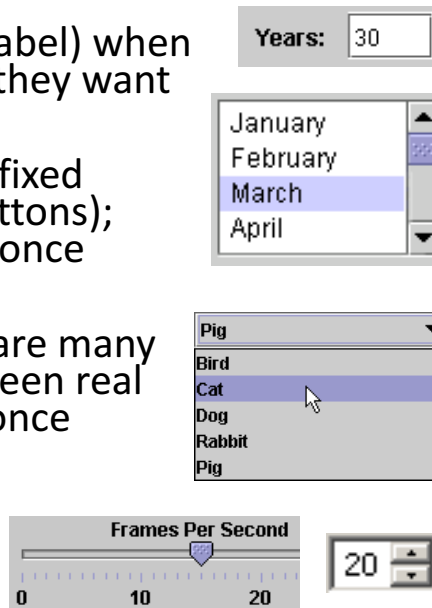 abel) when
they want
Years: 30
fixed
ttons);
once
January
February
March
April
are many
een real
once
Pig
Bird
Cat
Dog
Rabbit
Pig
Frames Per Second
0 10 20
20